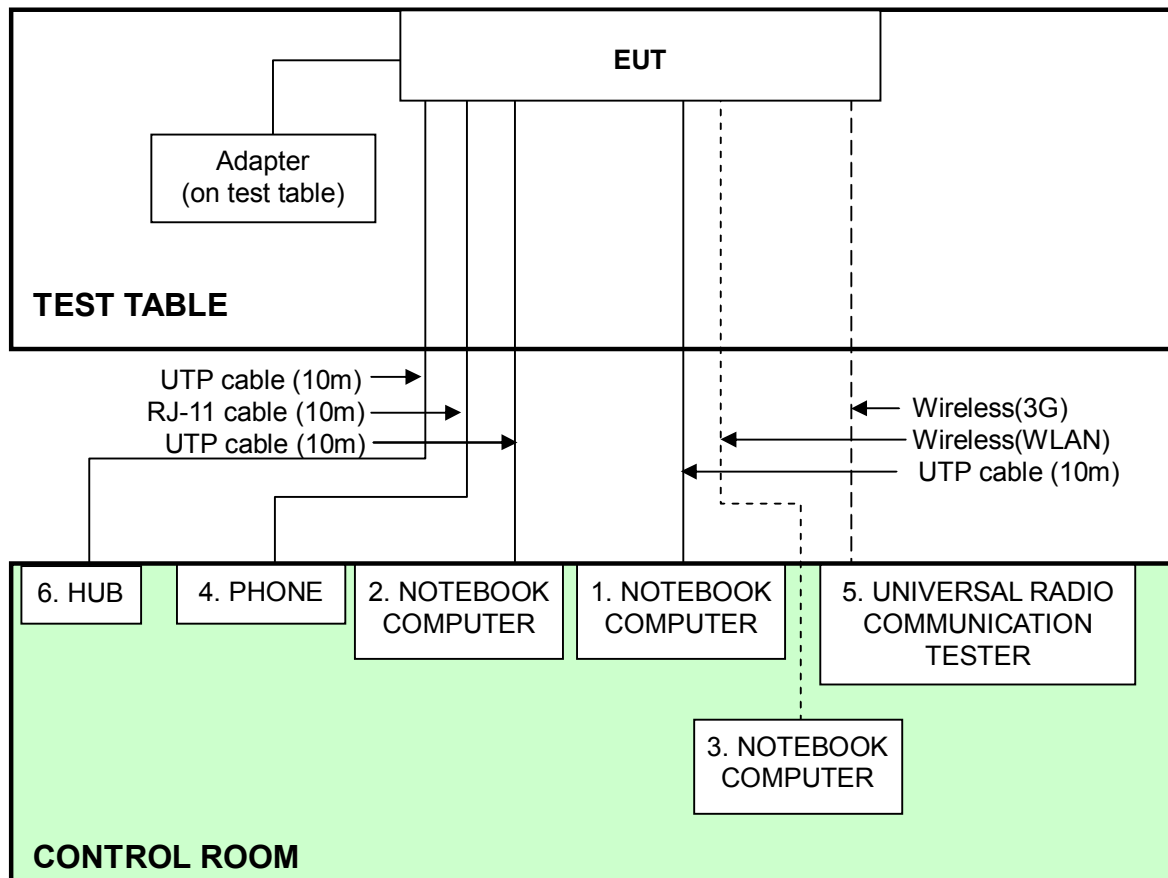 EUT
Adapter
(on test table)
TEST TABLE
UTP cable (10m)
RJ-11 cable (10m)
UTP cable (10m)
Wireless(3G)
Wireless(WLAN)
UTP cable (10m)
6. HUB
4. PHONE
2. NOTEBOOK
COMPUTER
1. NOTEBOOK
COMPUTER
5. UNIVERSAL RADIO
COMMUNICATION
TESTER
3. NOTEBOOK
COMPUTER
CONTROL ROOM